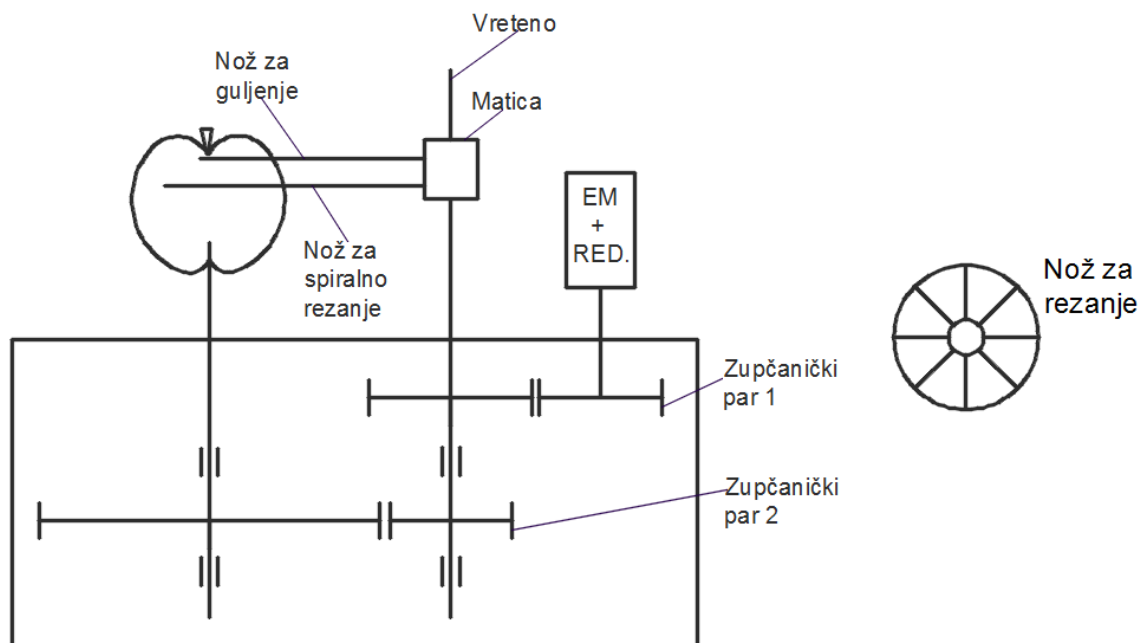 Vreteno
Nož za
guljenje
Matica
EM
+
RED.
Nož za
spiralno
rezanje
Nož za
rezanje
Zupčanički
par 1
Zupčanički
par 2